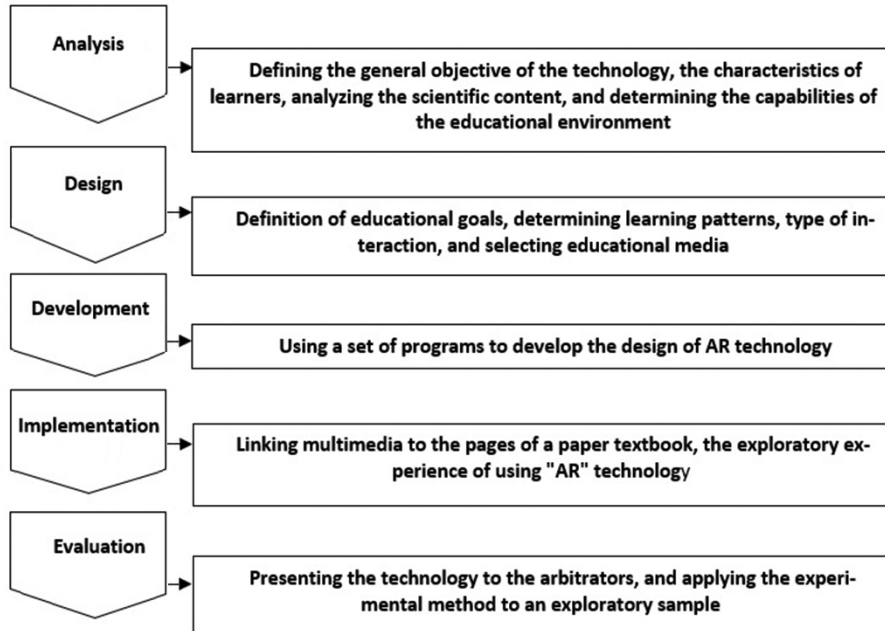 Analysis
Defining the general objective of the technology, the characteristics of
learners, analyzing the scientific content, and determining the capabilities of
the educational environment
Design
Definition of educational goals, determining learning patterns, type of in-
teraction, and selecting educational media
Development
Using a set of programs to develop the design of AR technology
Implementation
Linking multimedia to the pages of a paper textbook, the exploratory ex-
perience of using "AR" technology
Evaluation
Presenting the technology to the arbitrators, and applying the experi-
mental method to an exploratory sample